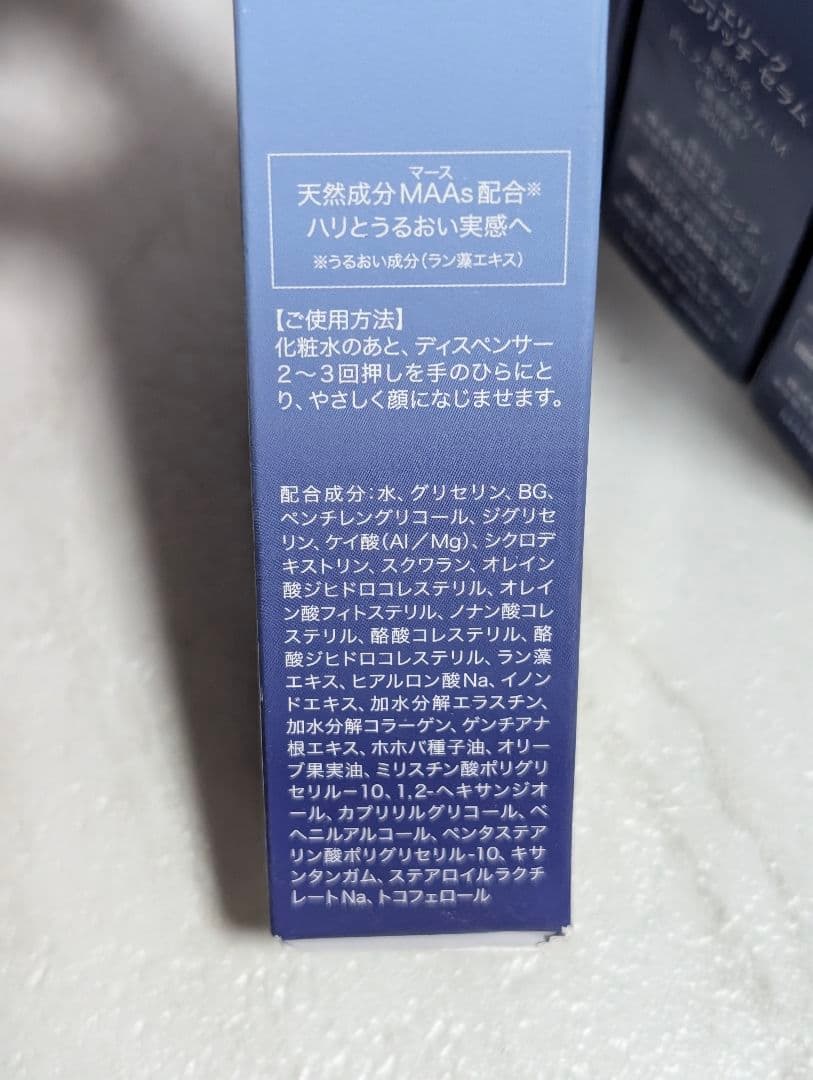 マース
天然成分MAAs配合※
ハリとうるおい実感へ
※うるおい成分(ラン藻エキス)
【ご使用方法】
化粧水のあと、ディスペンサー
2〜3回押しを手のひらにと
り、やさしく顔になじませます。
配合成分:水、グリセリン、BG、
ペンチレングリコール、ジグリセ
リン、ケイ酸(Al/Mg)、シクロデ
キストリン、スクワラン、オレイン
酸ジヒドロコレステリル、オレイ
ン酸フィトステリル、ノナン酸コレ
ステリル、酪酸コレステリル、酪
酸ジヒドロコレステリル、ラン藻
エキス、ヒアルロン酸Na、イノン
ドエキス、加水分解エラスチン、
加水分解コラーゲン、ゲンチアナ
根エキス、ホホバ種子油、オリー
ブ果実油、ミリスチン酸ポリグリ
セリル-10、1,2-ヘキサンジオ
ール、カプリリルグリコール、ベ
ヘニルアルコール、ペンタステア
リン酸ポリグリセリル-10、キサ
ンタンガム、ステアロイルラクチ
レートNa、トコフェロール
エリーク
リッチ セラム